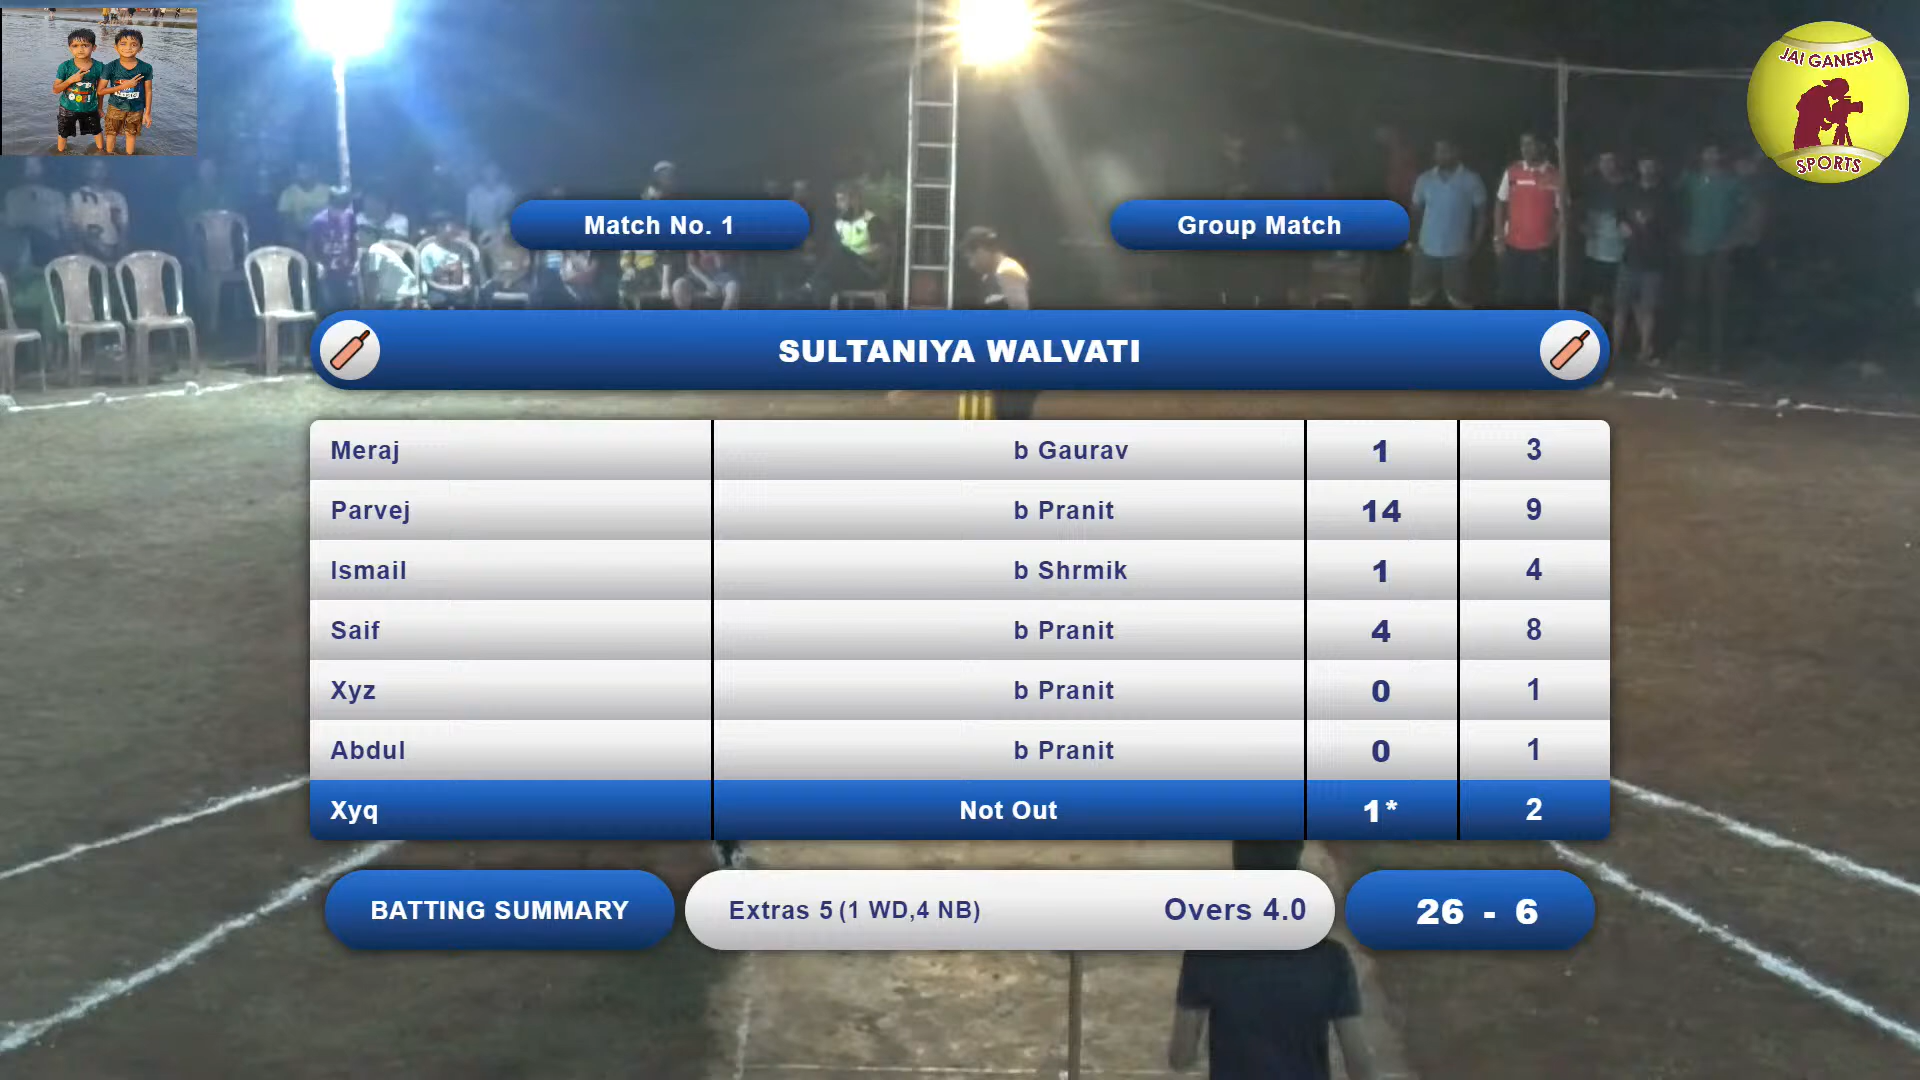 JAI GANESH
SPORTS
Match No. 1
Group Match
SULTANIYA WALVATI
Meraj b Gaurav 1 3
Parvej b Pranit 14 9
Ismail b Shrmik 1 4
Saif b Pranit 4 8
Xyz b Pranit 0 1
Abdul b Pranit 0 1
Xyq Not Out 1* 2
BATTING SUMMARY Extras 5 (1 WD,4 NB) Overs 4.0 26 - 6